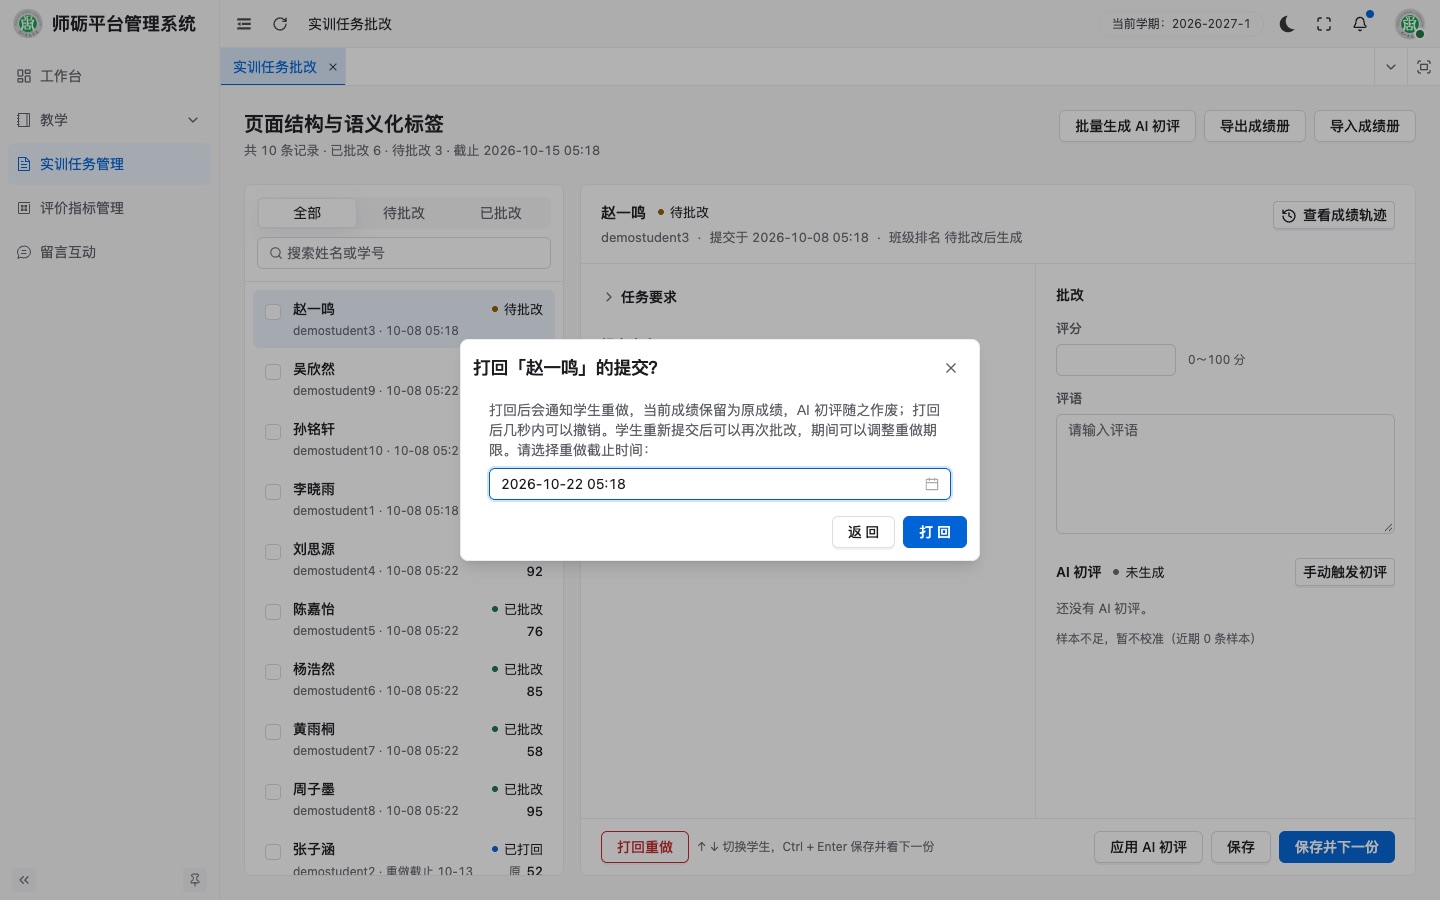 师砺平台管理系统
实训任务批改
当前学期：2026-2027-1
工作台
教学
实训任务管理
评价指标管理
留言互动
实训任务批改
页面结构与语义化标签
共 10 条记录 · 已批改 6 · 待批改 3 · 截止 2026-10-15 05:18
批量生成 AI 初评
导出成绩册
导入成绩册
全部
待批改
已批改
搜索姓名或学号
赵一鸣
待批改
demostudent3 · 10-08 05:18
吴欣然
demostudent9 · 10-08 05:22
孙铭轩
demostudent10 · 10-08 05:2
李晓雨
demostudent1 · 10-08 05:18
刘思源
demostudent4 · 10-08 05:22
92
陈嘉怡
已批改
demostudent5 · 10-08 05:22
76
杨浩然
已批改
demostudent6 · 10-08 05:22
85
黄雨桐
已批改
demostudent7 · 10-08 05:22
58
周子墨
已批改
demostudent8 · 10-08 05:22
95
张子涵
已打回
demostudent2 · 重做截止 10-13
原 52
赵一鸣
待批改
demostudent3 · 提交于 2026-10-08 05:18 · 班级排名 待批改后生成
查看成绩轨迹
任务要求
批改
评分
0～100 分
评语
请输入评语
AI 初评
未生成
手动触发初评
还没有 AI 初评。
样本不足，暂不校准（近期 0 条样本）
打回「赵一鸣」的提交?
打回后会通知学生重做，当前成绩保留为原成绩，AI 初评随之作废；打回
后几秒内可以撤销。学生重新提交后可以再次批改，期间可以调整重做期
限。请选择重做截止时间：
2026-10-22 05:18
返 回
打 回
打回重做
↑ ↓ 切换学生，Ctrl + Enter 保存并看下一份
应用 AI 初评
保存
保存并下一份